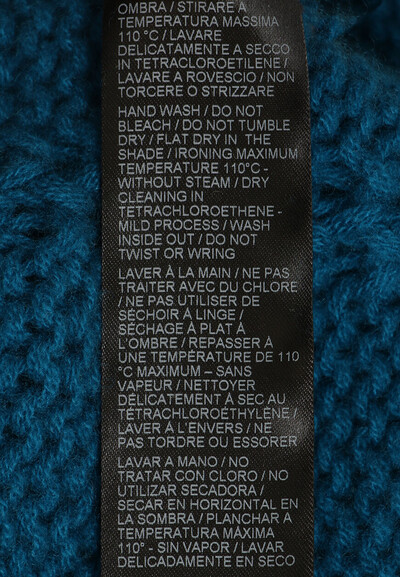 OMBRA / STIRARE A
TEMPERATURA MASSIMA
110 °C / LAVARE
DELICATAMENTE A SECCO
IN TETRACLOROETILENE /
LAVARE A ROVESCIO / NON
TORCERE O STRIZZARE
HAND WASH / DO NOT
BLEACH / DO NOT TUMBLE
DRY / FLAT DRY IN THE
SHADE / IRONING MAXIMUM
TEMPERATURE 110°C -
WITHOUT STEAM / DRY
CLEANING IN
TETRACHLOROETHENE -
MILD PROCESS / WASH
INSIDE OUT / DO NOT
TWIST OR WRING
LAVER À LA MAIN / NE PAS
TRAITER AVEC DU CHLORE
/ NE PAS UTILISER DE
SÉCHOIR À LINGE /
SÉCHAGE À PLAT À
L'OMBRE / REPASSER À
UNE TEMPÉRATURE DE 110
°C MAXIMUM – SANS
VAPEUR / NETTOYER
DÉLICATEMENT À SEC AU
TÉTRACHLOROÉTHYLÈNE /
LAVER À L'ENVERS / NE
PAS TORDRE OU ESSORER
LAVAR A MANO / NO
TRATAR CON CLORO / NO
UTILIZAR SECADORA /
SECAR EN HORIZONTAL EN
LA SOMBRA / PLANCHAR A
TEMPERATURA MÁXIMA
110° - SIN VAPOR / LAVAR
DELICADAMENTE EN SECO